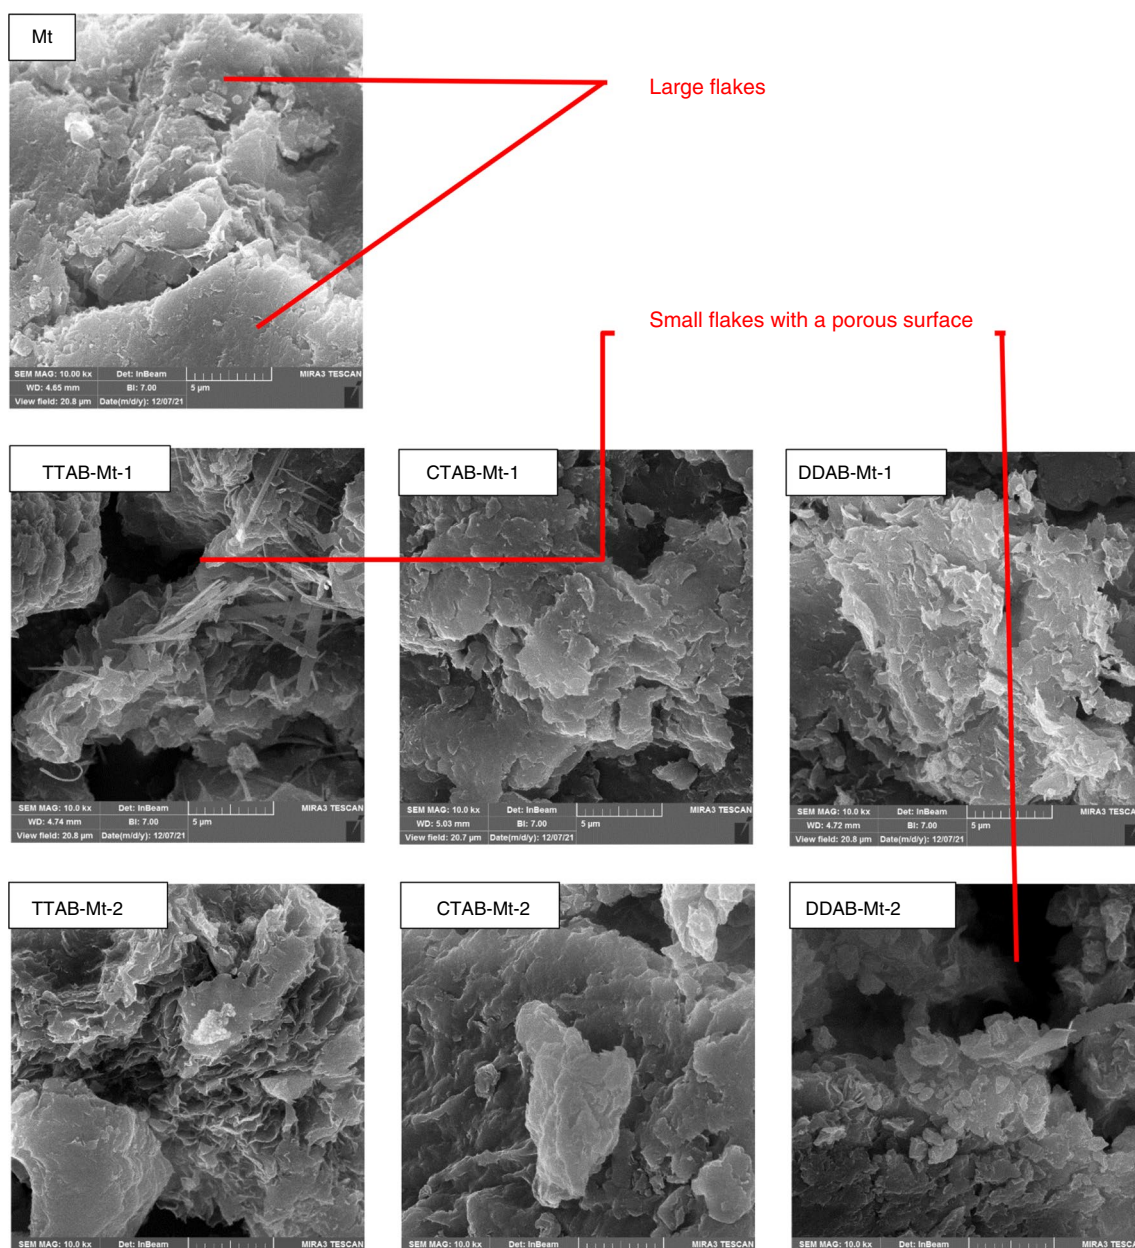 Mt
Large flakes
SEM MAG: 10.00 kx Det: InBeam MIRA3 TESCAN
WD: 4.65 mm BI: 7.00 5 µm
View field: 20.8 µm Date(m/d/y): 12/07/21
Small flakes with a porous surface
TTAB-Mt-1 CTAB-Mt-1 DDAB-Mt-1
SEM MAG: 10.0 kx Det: InBeam MIRA3 TESCAN
WD: 4.74 mm BI: 7.00 5 µm
View field: 20.8 µm Date(m/d/y): 12/07/21
SEM MAG: 10.0 kx Det: InBeam MIRA3 TESCAN
WD: 5.03 mm BI: 7.00 5 µm
View field: 20.7 µm Date(m/d/y): 12/07/21
SEM MAG: 10.0 kx Det: InBeam MIRA3 TESCAN
WD: 4.72 mm BI: 7.00 5 µm
View field: 20.8 µm Date(m/d/y): 12/07/21
TTAB-Mt-2 CTAB-Mt-2 DDAB-Mt-2
SEM MAG: 10.0 kx Det: InBeam MIRA3 TESCAN
SEM MAG: 10.0 kx Det: InBeam MIRA3 TESCAN
SEM MAG: 10.0 kx Det: InBeam MIRA3 TESCA